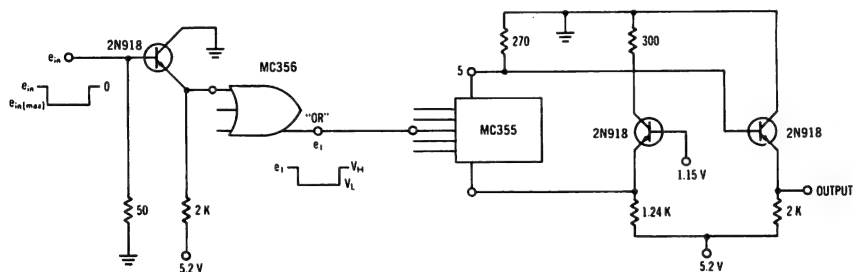 2N918
e_in
MC356
e_in
0
e_in(max)
"OR"
e_1
e_1
V_H
V_L
50
2 K
5.2 V
270
300
5
MC355
2N918
2N918
1.15 V
OUTPUT
1.24 K
2 K
5.2 V